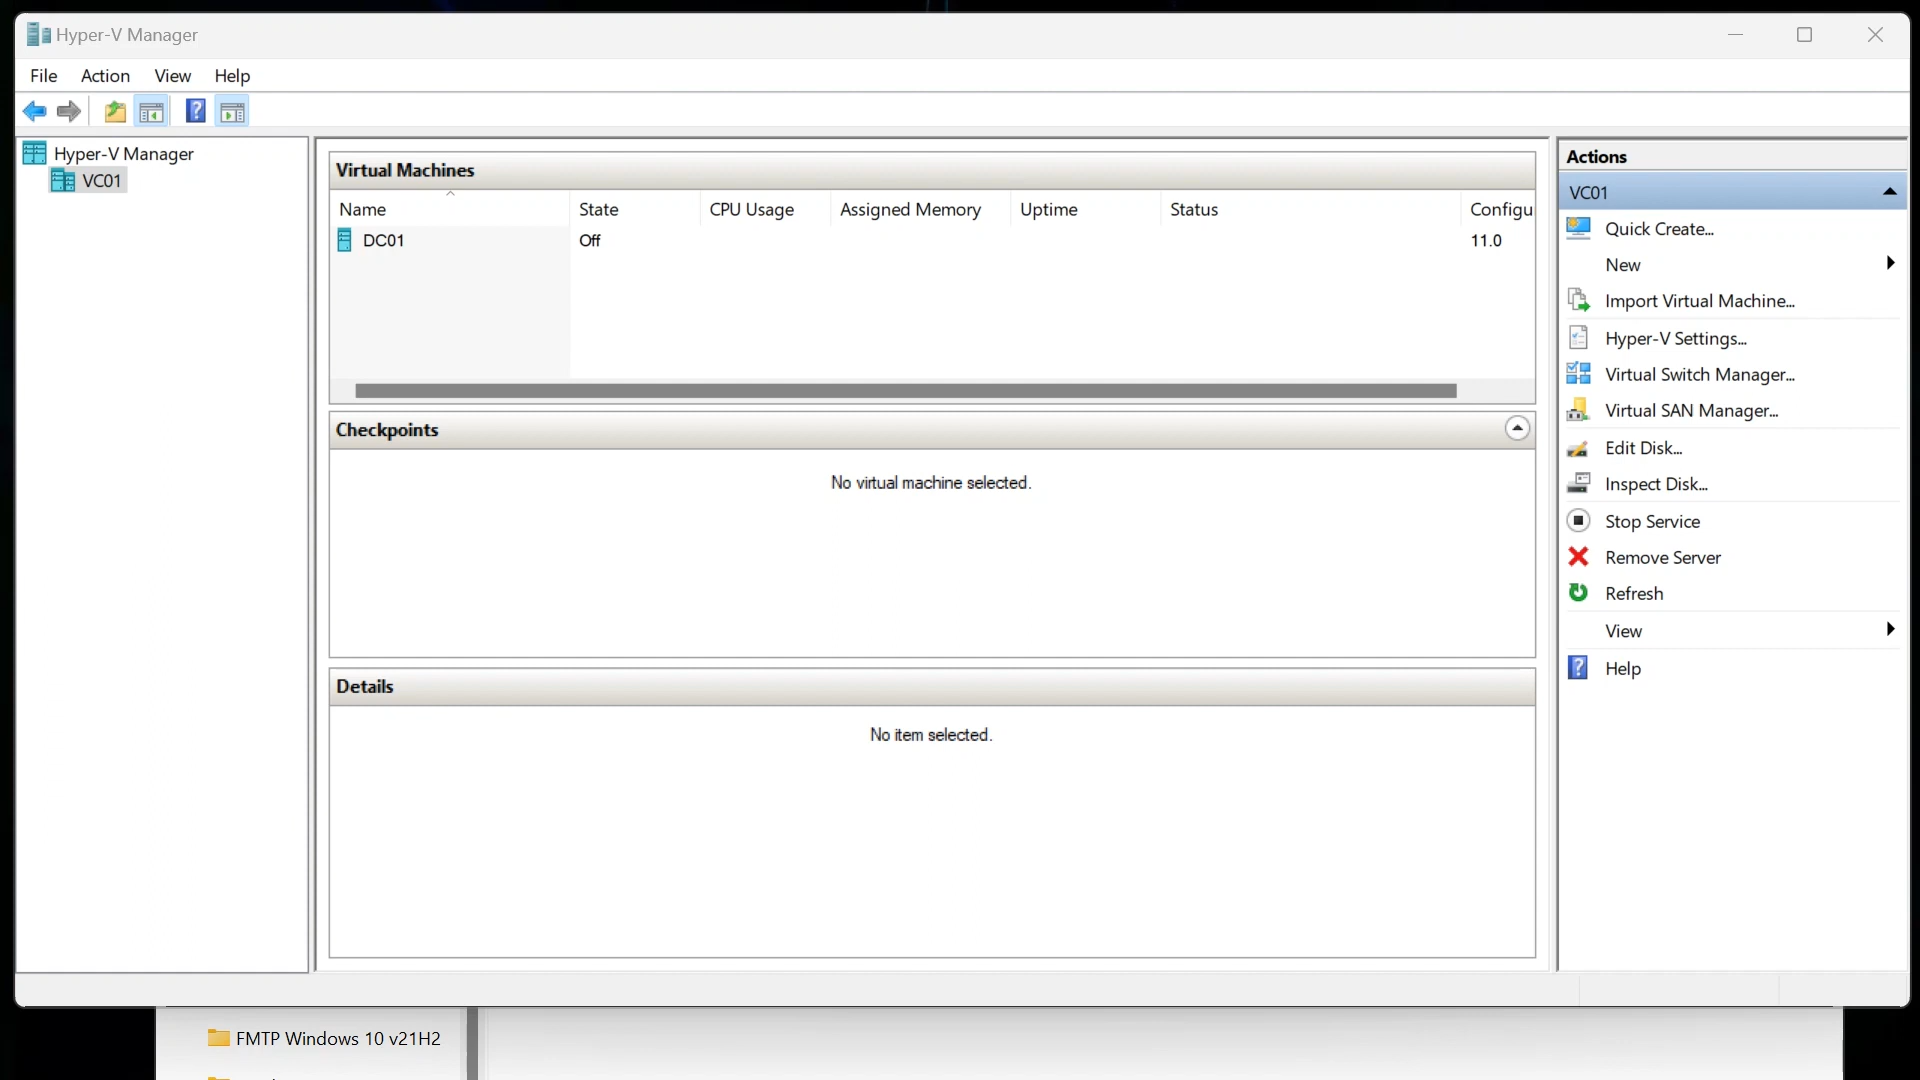 Hyper-V Manager
File Action View Help
Hyper-V Manager
VC01
Virtual Machines
Name State CPU Usage Assigned Memory Uptime Status Configu
DC01 Off 11.0
Checkpoints
No virtual machine selected.
Details
No item selected.
Actions
VC01
Quick Create...
New
Import Virtual Machine...
Hyper-V Settings...
Virtual Switch Manager...
Virtual SAN Manager...
Edit Disk...
Inspect Disk...
Stop Service
Remove Server
Refresh
View
Help
FMTP Windows 10 v21H2